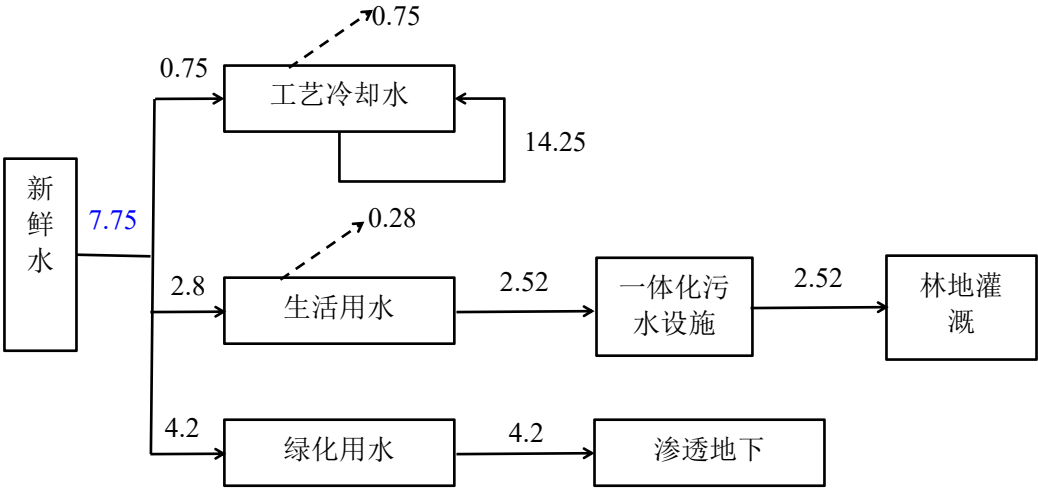 0.75
0.75
工艺冷却水
14.25
新
鲜
水
7.75
0.28
2.8
生活用水
2.52
一体化污
水设施
2.52
林地灌
溉
4.2
绿化用水
4.2
渗透地下